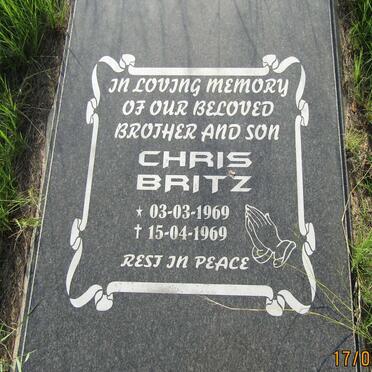 IN LOVING MEMORY
OF OUR BELOVED
BROTHER AND SON
CHRIS
BRITZ
★ 03-03-1969
† 15-04-1969
REST IN PEACE
17/0